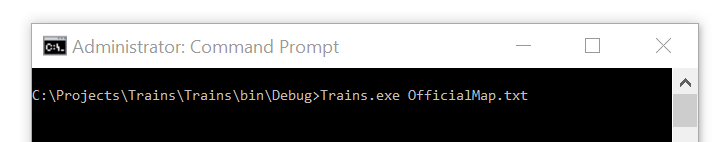 Administrator: Command Prompt
C:\Projects\Trains\Trains\bin\Debug>Trains.exe OfficialMap.txt